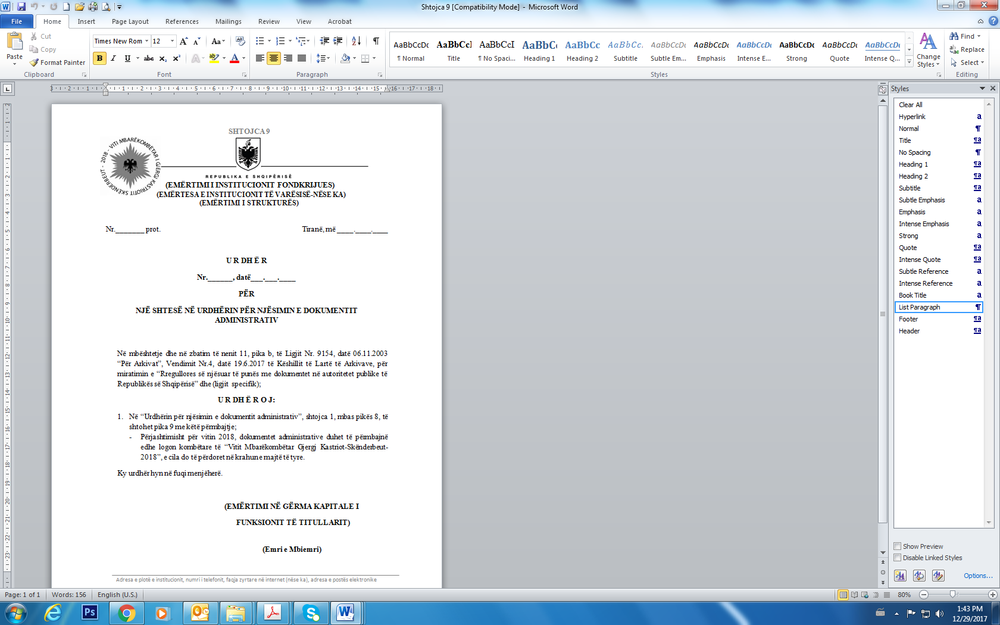 Shtojca 9 [Compatibility Mode] - Microsoft Word
File Home Insert Page Layout References Mailings Review View Acrobat
Paste
Cut
Copy
Format Painter
Clipboard
Times New Rom 12
Font
Paragraph
AaBbCcDc AaBbCcI AaBbCcI AaBbC AaBbCc AaBbCcI AaBbCcDc AaBbCcDc AaBbCcDc AaBbCcDc AaBbCcDc AaBbCcDc
¶ Normal Title ¶ No Spaci... Heading 1 Heading 2 Subtitle Subtle Em... Emphasis Intense E... Strong Quote Intense Q...
Styles
Change Styles
Find
Replace
Select
Editing
SHTOJCA 9
2018 - VITI MBARËKOMBËTAR I GJERGJ KASTRIOTIT SKËNDERBEUT -
REPUBLIKA E SHQIPËRISË
(EMËRTIMI I INSTITUCIONIT FONDKRIJUES)
(EMËRTESA E INSTITUCIONIT TË VARËSISË-NËSE KA)
(EMËRTIMI I STRUKTURËS)
Nr._______ prot. Tiranë, më ____.____.____
U R DH Ë R
Nr.______, datë___.___.____
PËR
NJË SHTESË NË URDHËRIN PËR NJËSIMIN E DOKUMENTIT
ADMINISTRATIV
Në mbështetje dhe në zbatim të nenit 11, pika b, të Ligjit Nr. 9154, datë 06.11.2003
“Për Arkivat”, Vendimit Nr.4, datë 19.6.2017 të Këshillit të Lartë të Arkivave, për
miratimin e “Rregullores së njësuar të punës me dokumentet në autoritetet publike të
Republikës së Shqipërisë” dhe (ligjit specifik);
U R DH Ë R O J:
1. Në “Urdhërin për njësimin e dokumentit administrativ”, shtojca 1, mbas pikës 8, të
shtohet pika 9 me këtë përmbajtje;
- Përjashtimisht për vitin 2018, dokumentet administrative duhet të përmbajnë
edhe logon kombëtare të “Vitit Mbarëkombëtar Gjergj Kastriot-Skënderbeut-
2018”, e cila do të përdoret në krahun e majtë të tyre.
Ky urdhër hyn në fuqi menjëherë.
(EMËRTIMI NË GËRMA KAPITALE I
FUNKSIONIT TË TITULLARIT)
(Emri e Mbiemri)
Adresa e plotë e institucionit, numri i telefonit, faqja zyrtare në internet (nëse ka), adresa e postës elektronike
Styles
Clear All
Hyperlink
Normal
Title
No Spacing
Heading 1
Heading 2
Subtitle
Subtle Emphasis
Emphasis
Intense Emphasis
Strong
Quote
Intense Quote
Subtle Reference
Intense Reference
Book Title
List Paragraph
Footer
Header
Show Preview
Disable Linked Styles
Options...
Page: 1 of 1 Words: 156 English (U.S.) 80%
1:43 PM
12/29/2017